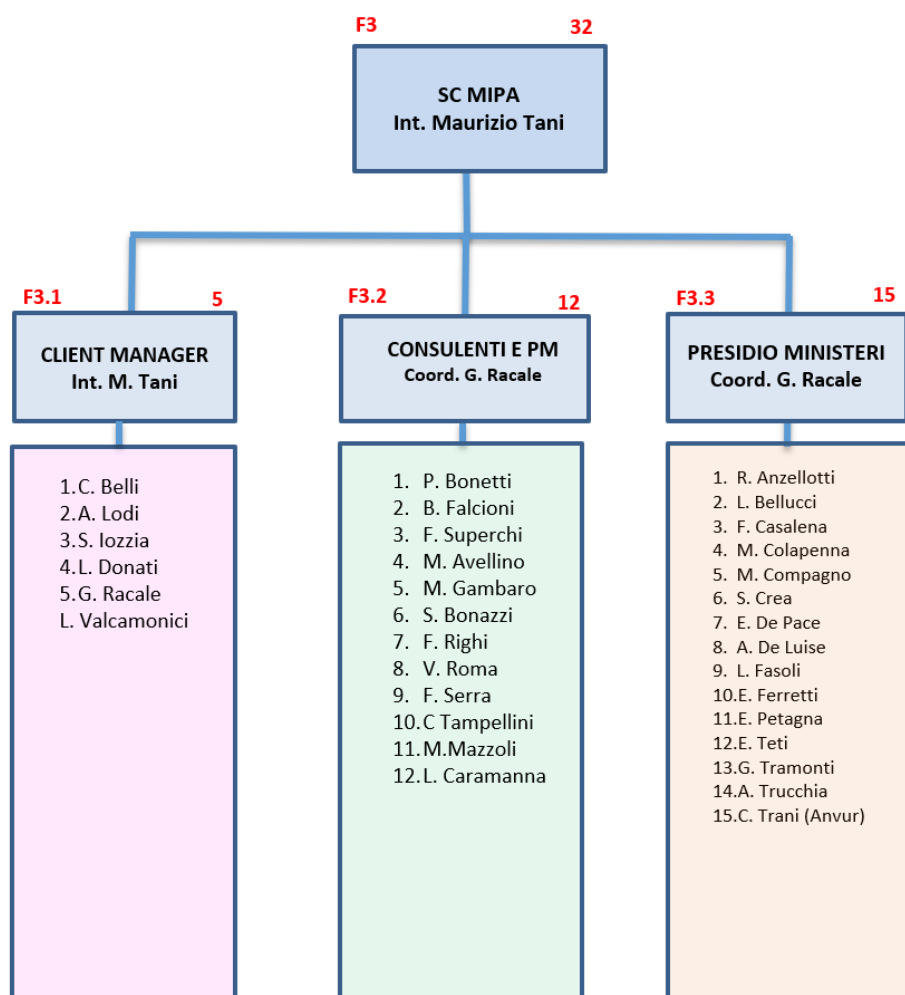 F3
32
SC MIPA
Int. Maurizio Tani
F3.1
5
CLIENT MANAGER
Int. M. Tani
1.C. Belli
2.A. Lodi
3.S. Iozzia
4.L. Donati
5.G. Racale
L. Valcamonici
F3.2
12
CONSULENTI E PM
Coord. G. Racale
1. P. Bonetti
2. B. Falcioni
3. F. Superchi
4. M. Avellino
5. M. Gambaro
6. S. Bonazzi
7. F. Righi
8. V. Roma
9. F. Serra
10.C Tampellini
11.M.Mazzoli
12.L. Caramanna
F3.3
15
PRESIDIO MINISTERI
Coord. G. Racale
1. R. Anzellotti
2. L. Bellucci
3. F. Casalena
4. M. Colapenna
5. M. Compagno
6. S. Crea
7. E. De Pace
8. A. De Luise
9. L. Fasoli
10.E. Ferretti
11.E. Petagna
12.E. Teti
13.G. Tramonti
14.A. Trucchia
15.C. Trani (Anvur)